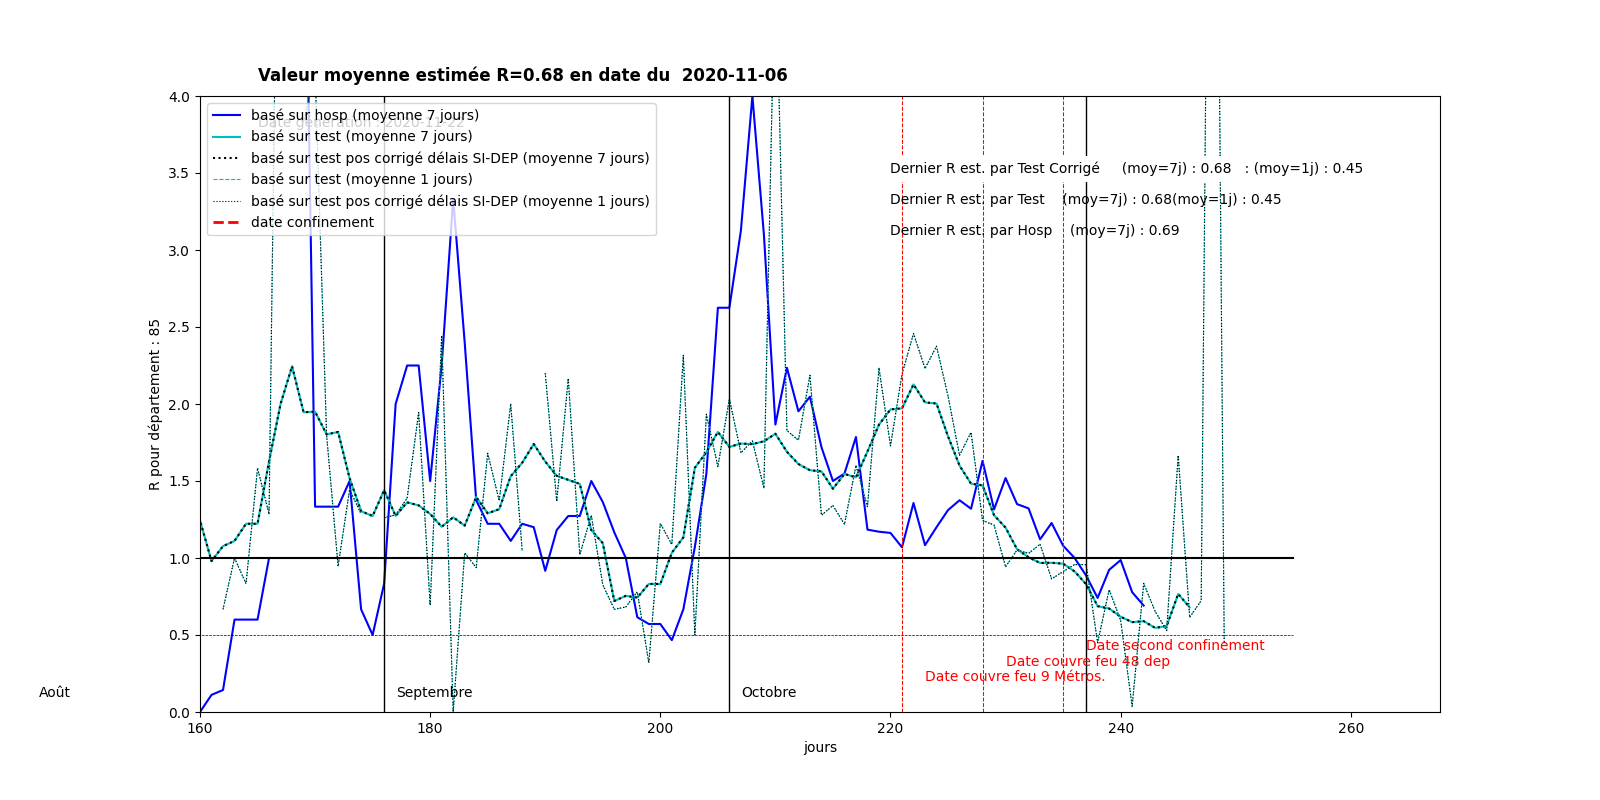 Valeur moyenne estimée R=0.68 en date du  2020-11-06
Date génération : 2020-11-22
basé sur hosp (moyenne 7 jours)
basé sur test (moyenne 7 jours)
basé sur test pos corrigé délais SI-DEP (moyenne 7 jours)
basé sur test (moyenne 1 jours)
basé sur test pos corrigé délais SI-DEP (moyenne 1 jours)
date confinement
Dernier R est. par Test Corrigé     (moy=7j) : 0.68   : (moy=1j) : 0.45
Dernier R est. par Test    (moy=7j) : 0.68(moy=1j) : 0.45
Dernier R est. par Hosp    (moy=7j) : 0.69
R pour département : 85
4.0
3.5
3.0
2.5
2.0
1.5
1.0
0.5
0.0
Date second confinement
Date couvre feu 48 dep
Date couvre feu 9 Métros.
Août
Septembre
Octobre
160
180
200
220
240
260
jours